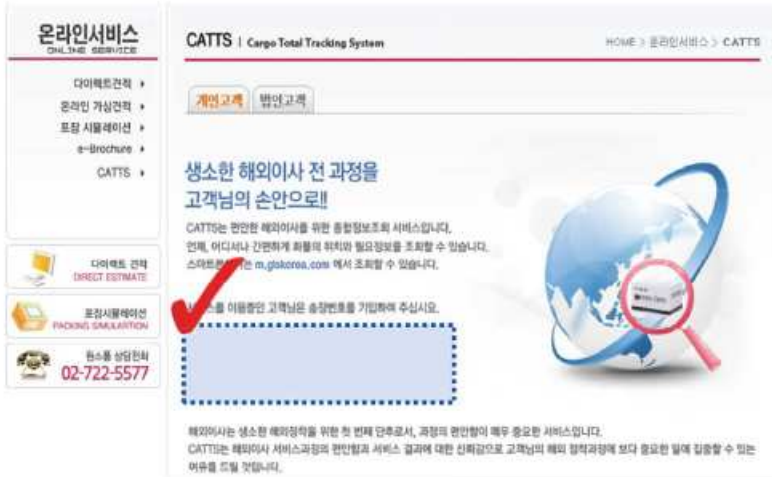 온라인서비스
ONLINE SERVICE
다이렉트견적
온라인 가심견적
포장 시뮬레이션
e-Brochure
CATTS
다이렉트 견적
DIRECT ESTIMATE
포장시뮬레이션
PACKING SIMULARTION
원스톱 상담전화
02-722-5577
CATTS | Cargo Total Tracking System
HOME > 온라인서비스 > CATTS
개인고객 법인고객
생소한 해외이사 전 과정을
고객님의 손안으로!!
CATTS는 편안한 해외이사를 위한 종합정보조회 서비스입니다.
언제, 어디서나 간편하게 화물의 위치와 필요정보를 조회할 수 있습니다.
m.glskorea.com 에서 조회할 수 있습니다.
이용중인 고객님은 송장번호를 기입하여 주십시오.
해외이사는 생소한 해외정착을 위한 첫 번째 단추로서, 과정의 편안함이 매우 중요한 서비스입니다.
CATTS는 해외이사 서비스과정의 편안함과 서비스 결과에 대한 신뢰감으로 고객님의 해외 정착과정에 보다 중요한 일에 집중할 수 있는
여유를 드릴 것입니다.